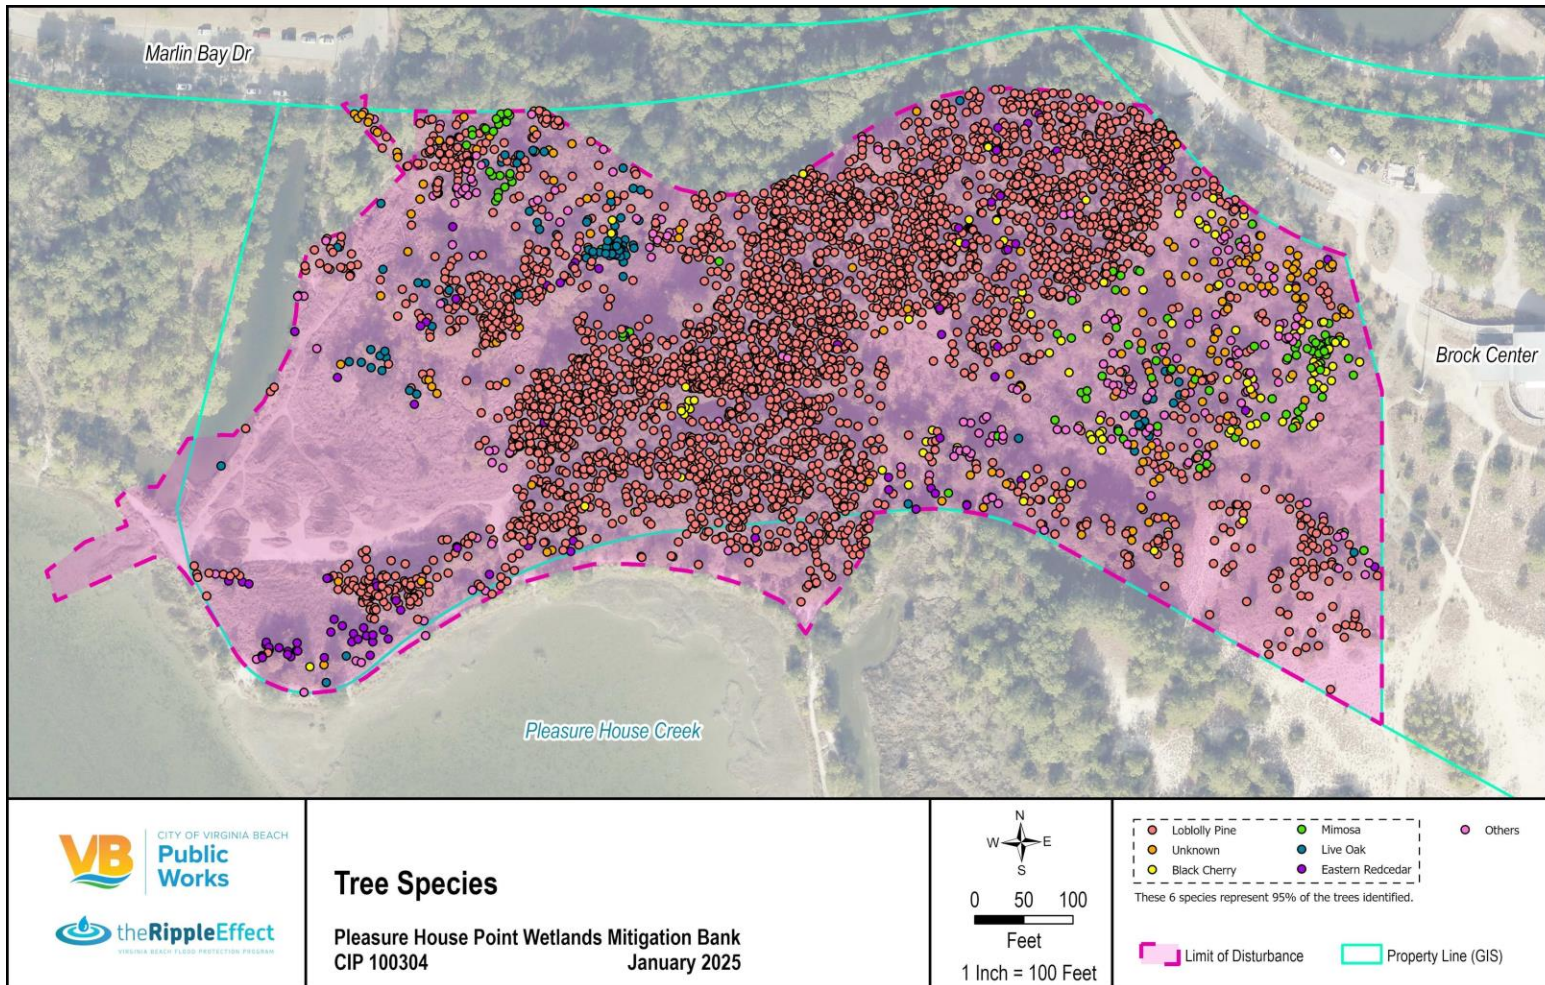 Marlin Bay Dr
Brock Center
Pleasure House Creek
VB
CITY OF VIRGINIA BEACH
Public
Works
theRippleEffect
VIRGINIA BEACH FLOOD PROTECTION PROGRAM
Tree Species
Pleasure House Point Wetlands Mitigation Bank
CIP 100304 January 2025
N
W E
S
0 50 100
Feet
1 Inch = 100 Feet
Loblolly Pine Mimosa Others
Unknown Live Oak
Black Cherry Eastern Redcedar
These 6 species represent 95% of the trees identified.
Limit of Disturbance Property Line (GIS)